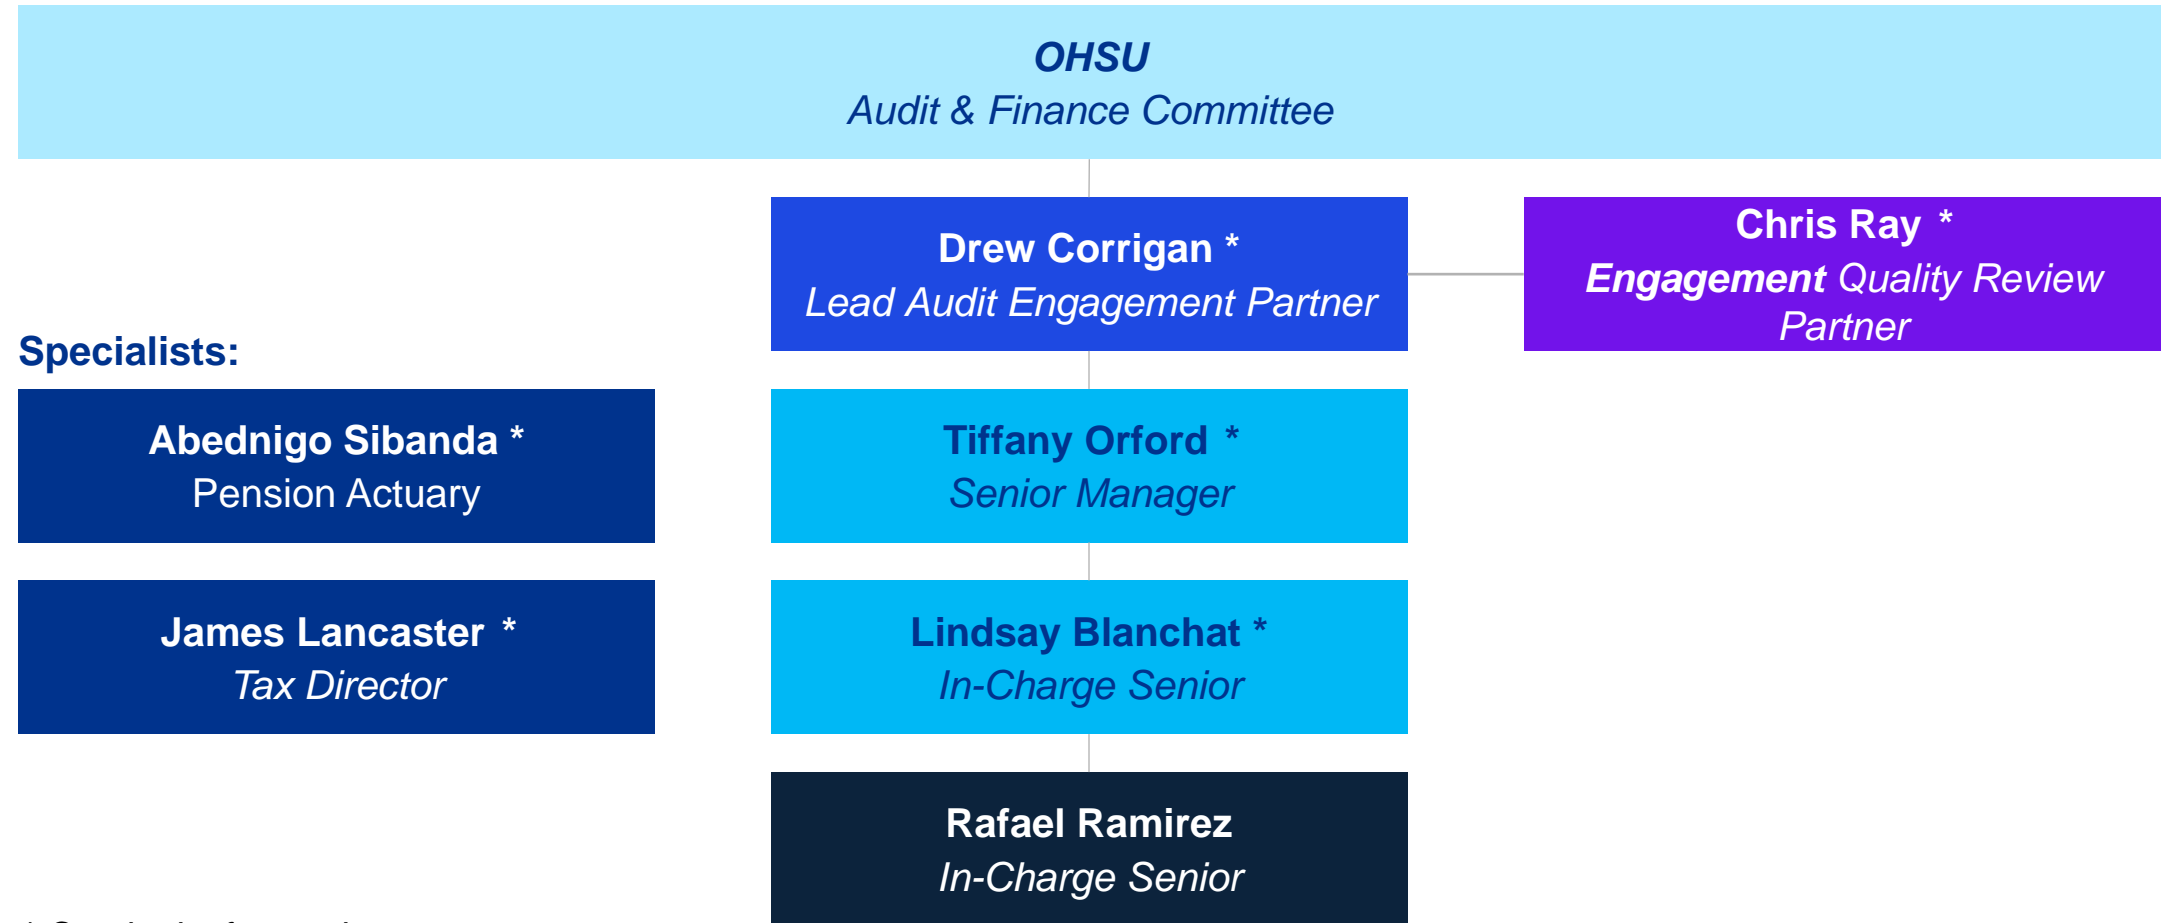 OHSU
Audit & Finance Committee
Drew Corrigan *
Lead Audit Engagement Partner
Chris Ray *
Engagement Quality Review
Partner
Specialists:
Abednigo Sibanda *
Pension Actuary
Tiffany Orford *
Senior Manager
James Lancaster *
Tax Director
Lindsay Blanchat *
In-Charge Senior
Rafael Ramirez
In-Charge Senior